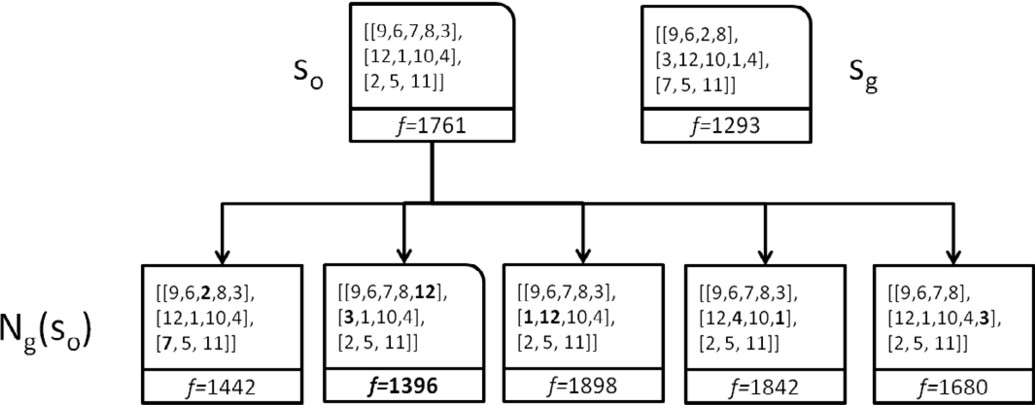 s_o
[[9,6,7,8,3],
[12,1,10,4],
[2, 5, 11]]
f=1761
[[9,6,2,8],
[3,12,10,1,4],
[7, 5, 11]]
f=1293
s_g
N_g(s_o)
[[9,6,2,8,3],
[12,1,10,4],
[7, 5, 11]]
f=1442
[[9,6,7,8,12],
[3,1,10,4],
[2, 5, 11]]
f=1396
[[9,6,7,8,3],
[1,12,10,4],
[2, 5, 11]]
f=1898
[[9,6,7,8,3],
[12,4,10,1],
[2, 5, 11]]
f=1842
[[9,6,7,8],
[12,1,10,4,3],
[2, 5, 11]]
f=1680